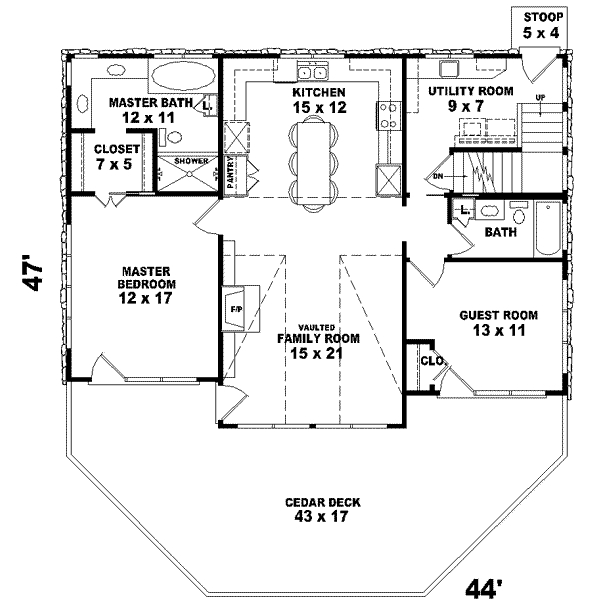 STOOP
5 x 4
MASTER BATH
12 x 11
L.
KITCHEN
15 x 12
UTILITY ROOM
9 x 7
UP
CLOSET
7 x 5
SHOWER
PANTRY
DN
L.
BATH
47'
MASTER
BEDROOM
12 x 17
F/P
VAULTED
FAMILY ROOM
15 x 21
GUEST ROOM
13 x 11
CLO.
CEDAR DECK
43 x 17
44'